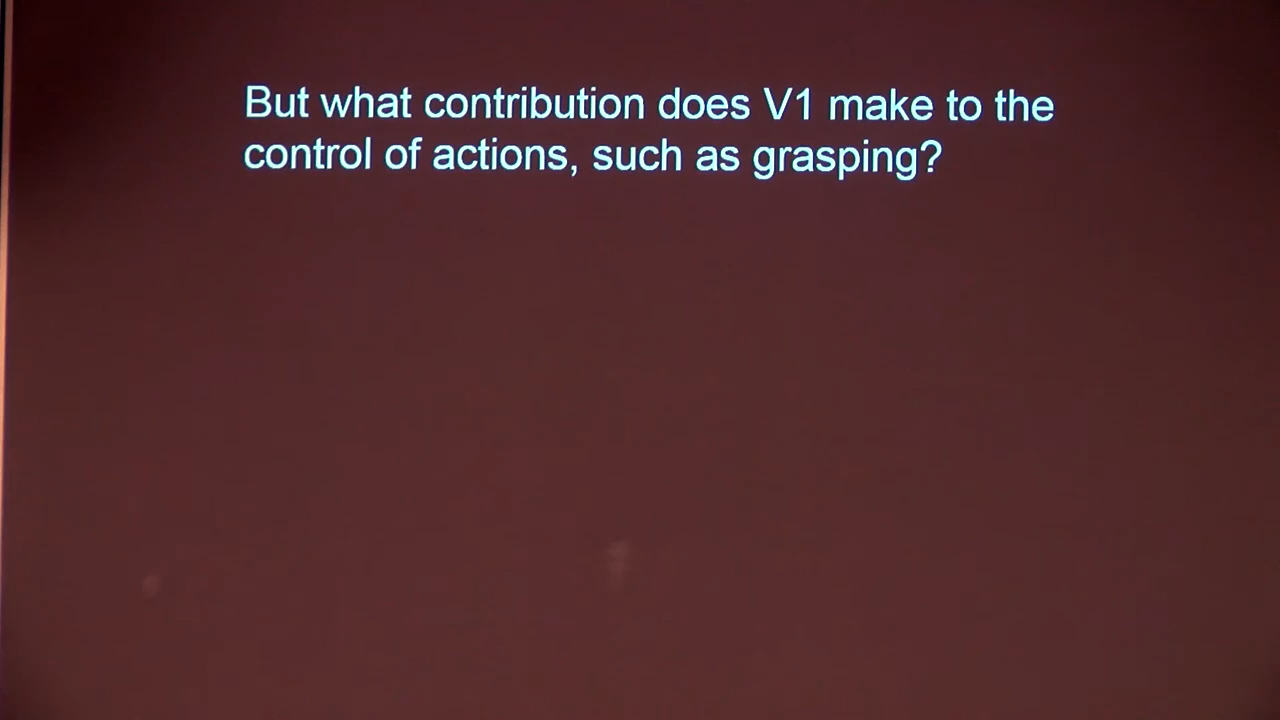 But what contribution does V1 make to the
control of actions, such as grasping?